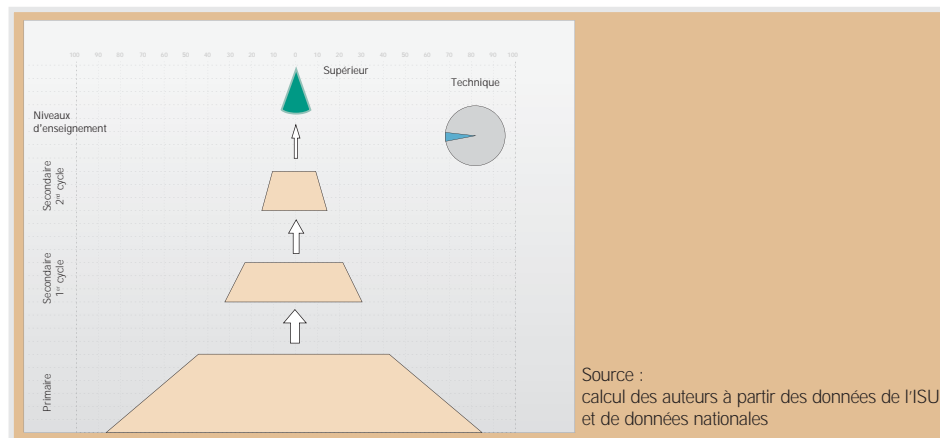 100 90 80 70 60 50 40 30 20 10 0 10 20 30 40 50 60 70 80 90 100
Supérieur
Technique
Niveaux
d'enseignement
Secondaire
2nd cycle
Secondaire
1er cycle
Primaire
Source :
calcul des auteurs à partir des données de l'ISU
et de données nationales